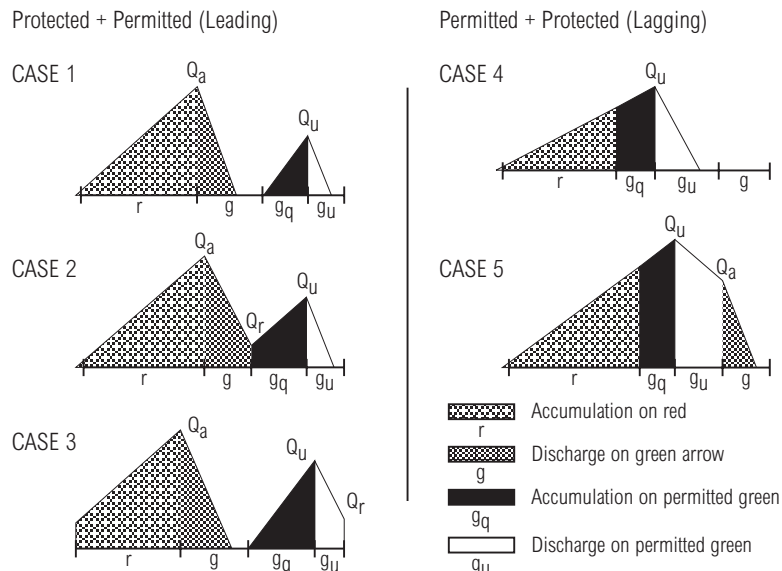 Protected + Permitted (Leading)
CASE 1
Qa
Qu
r
g
gq
gu
CASE 2
Qa
Qr
Qu
r
g
gq
gu
CASE 3
Qa
Qu
Qr
r
g
gq
gu
Permitted + Protected (Lagging)
CASE 4
Qu
r
gq
gu
g
CASE 5
Qu
Qa
r
gq
gu
g
Accumulation on red
r
Discharge on green arrow
g
Accumulation on permitted green
gq
Discharge on permitted green
gu